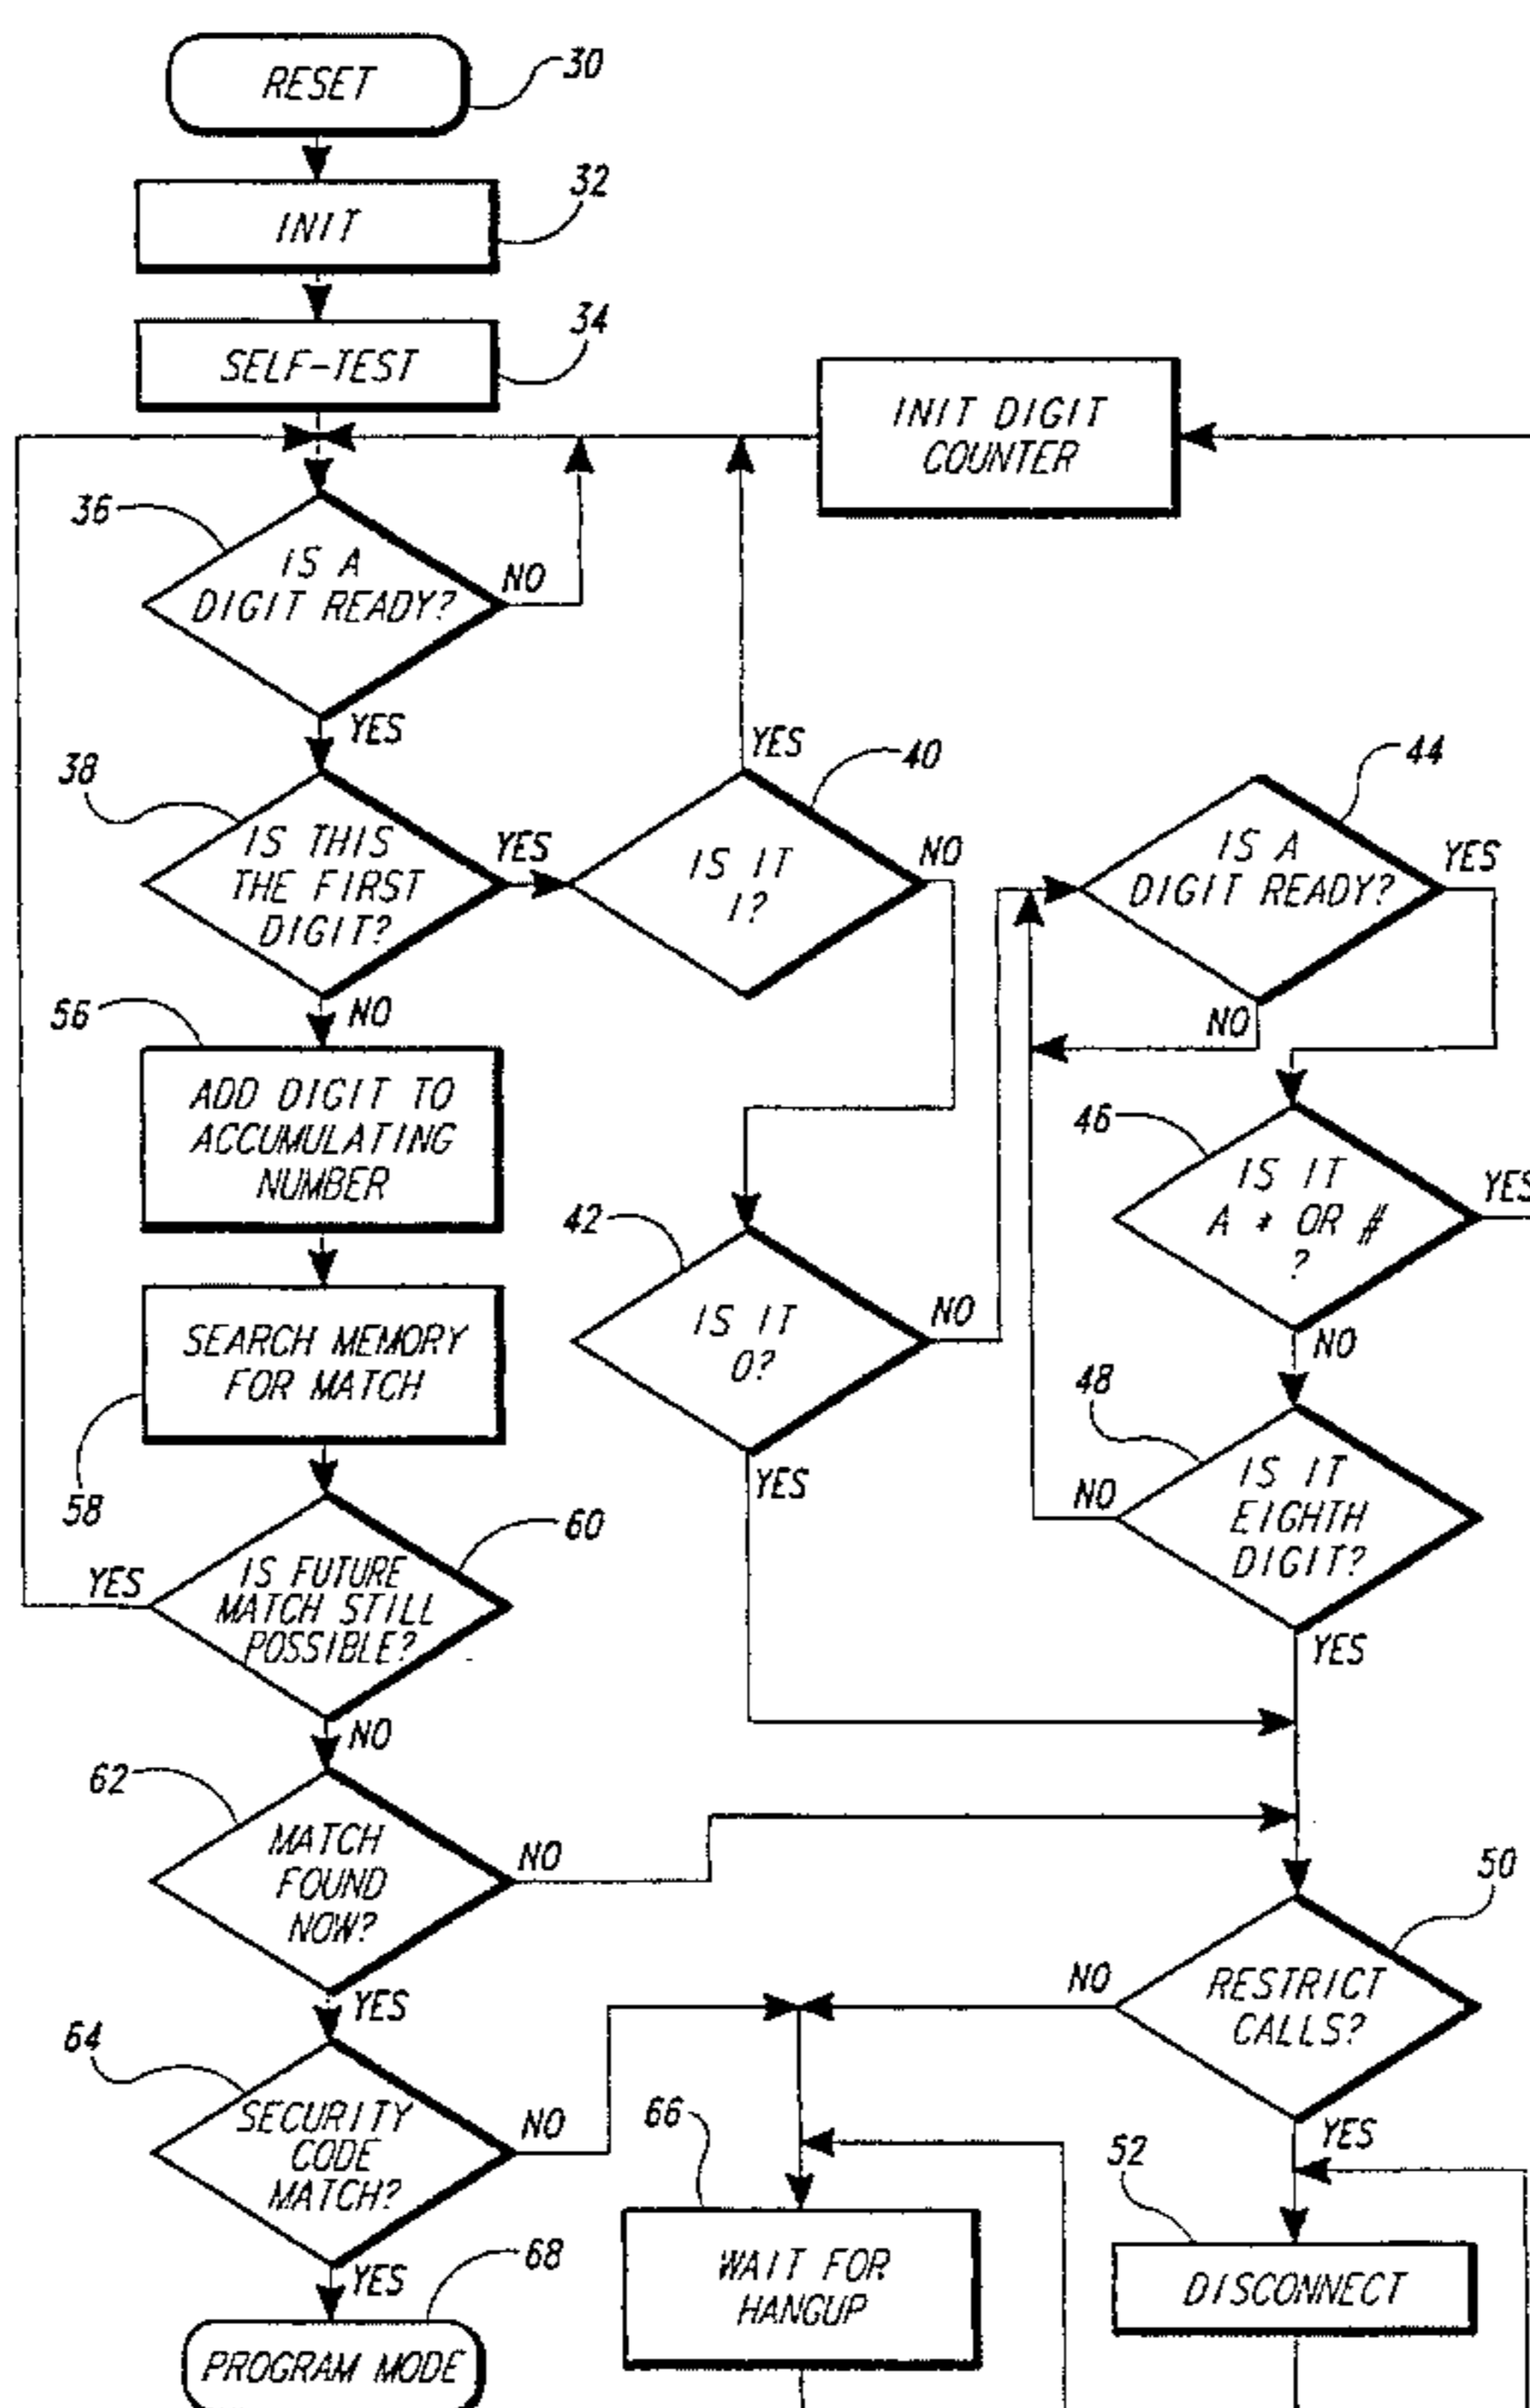 RESET
30
INIT
32
SELF-TEST
34
INIT DIGIT
COUNTER
36
IS A
DIGIT READY?
NO
YES
38
IS THIS
THE FIRST
DIGIT?
YES
NO
40
IS IT
1?
YES
NO
44
IS A
DIGIT READY?
YES
NO
56
ADD DIGIT TO
ACCUMULATING
NUMBER
46
IS IT
A * OR #
?
YES
NO
42
IS IT
0?
NO
YES
SEARCH MEMORY
FOR MATCH
58
48
IS IT
EIGHTH
DIGIT?
NO
YES
60
IS FUTURE
MATCH STILL
POSSIBLE?
YES
NO
62
MATCH
FOUND
NOW?
NO
YES
50
RESTRICT
CALLS?
NO
YES
64
SECURITY
CODE
MATCH?
NO
YES
66
WAIT FOR
HANGUP
52
DISCONNECT
68
PROGRAM MODE